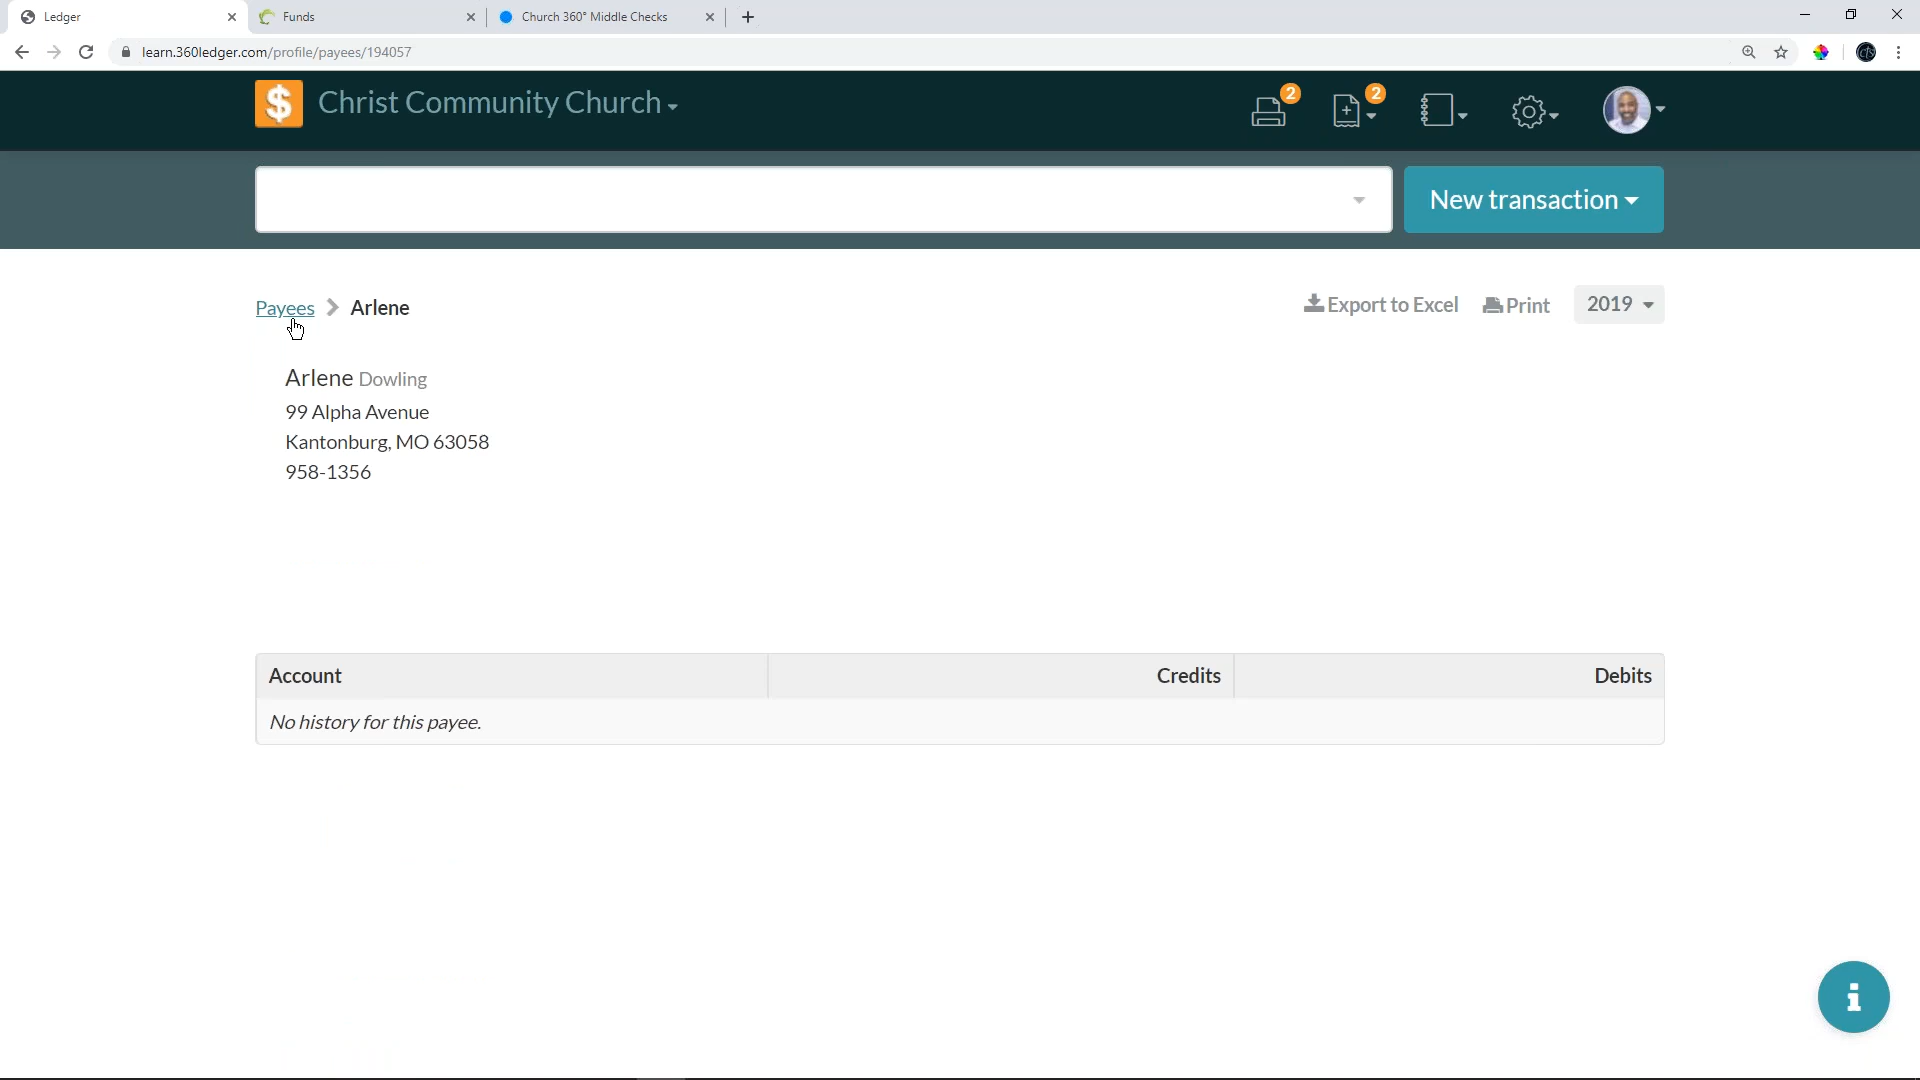 Ledger
Funds
Church 360° Middle Checks
learn.360ledger.com/profile/payees/194057
$ Christ Community Church
2
2
New transaction
Payees > Arlene
Export to Excel
Print
2019
Arlene Dowling
99 Alpha Avenue
Kantonburg, MO 63058
958-1356
Account Credits Debits
No history for this payee.
i